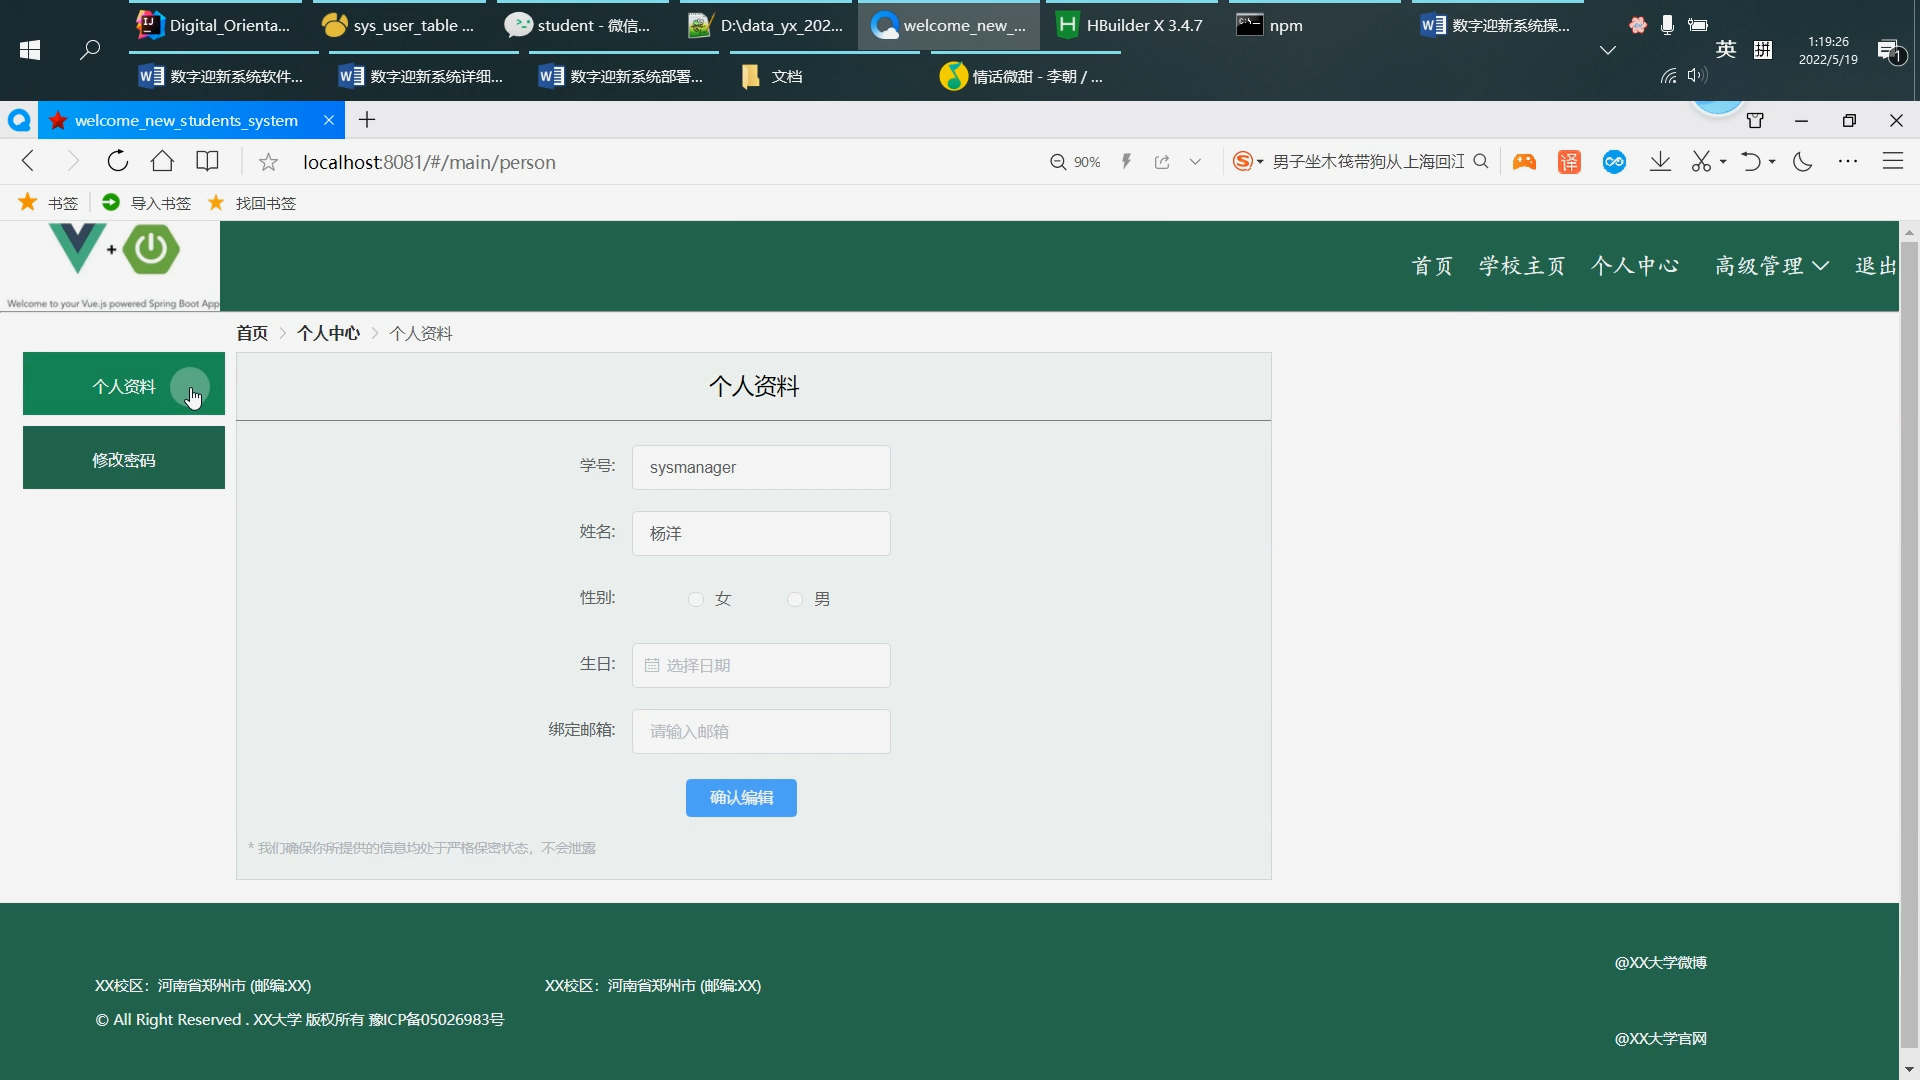 Digital_Orienta...
sys_user_table ...
student - 微信...
D:\data_yx_202...
welcome_new_...
HBuilder X 3.4.7
npm
数字迎新系统操...
数字迎新系统软件...
数字迎新系统详细...
数字迎新系统部署...
文档
情话微甜 - 李朝 / ...
英
拼
1:19:26
2022/5/19
1
welcome_new_students_system
localhost:8081/#/main/person
90%
男子坐木筏带狗从上海回江
译
书签
导入书签
找回书签
Welcome to your Vue.js powered Spring Boot App
首页 学校主页 个人中心 高级管理 退出
首页 > 个人中心 > 个人资料
个人资料
修改密码
个人资料
学号: sysmanager
姓名: 杨洋
性别: 女 男
生日: 选择日期
绑定邮箱: 请输入邮箱
确认编辑
* 我们确保你所提供的信息均处于严格保密状态，不会泄露
XX校区：河南省郑州市 (邮编:XX)
XX校区：河南省郑州市 (邮编:XX)
© All Right Reserved . XX大学 版权所有 豫ICP备05026983号
@XX大学微博
@XX大学官网